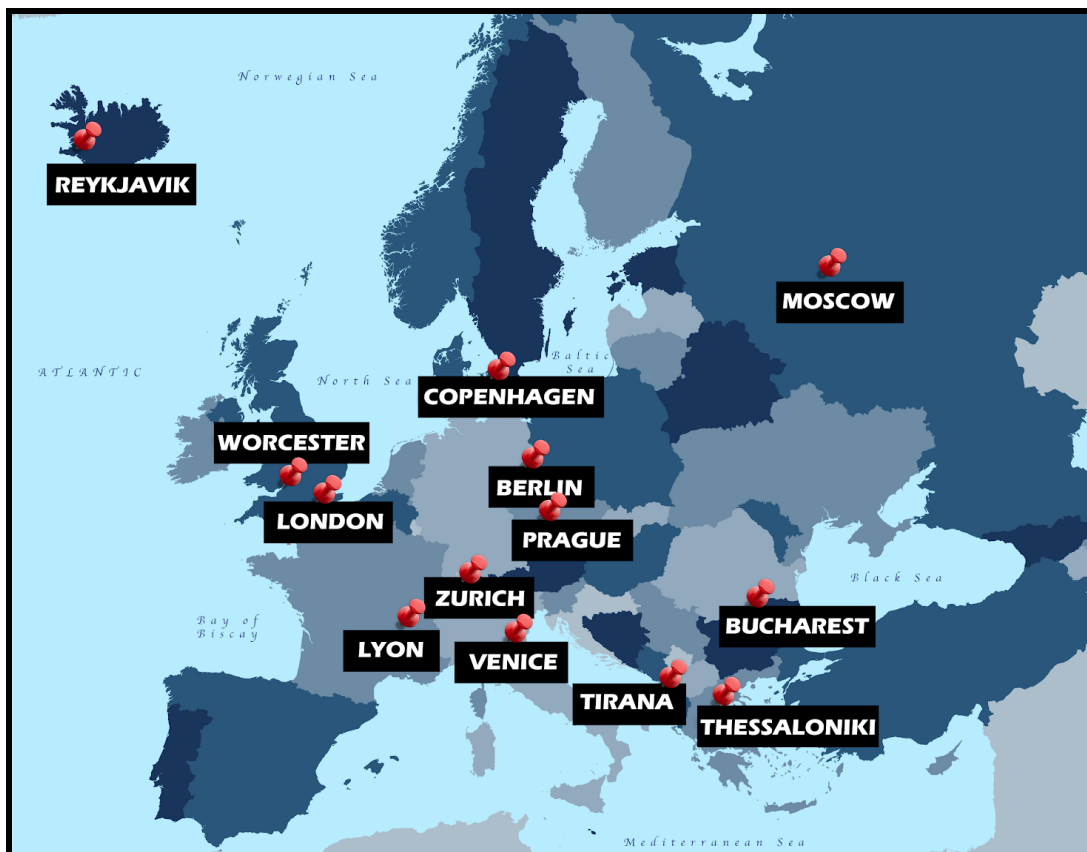 Norwegian Sea
REYKJAVIK
MOSCOW
ATLANTIC
North Sea
Baltic
Sea
COPENHAGEN
WORCESTER
BERLIN
LONDON
PRAGUE
ZURICH
Black Sea
Bay of
Biscay
BUCHAREST
LYON
VENICE
TIRANA
THESSALONIKI
Mediterranean Sea